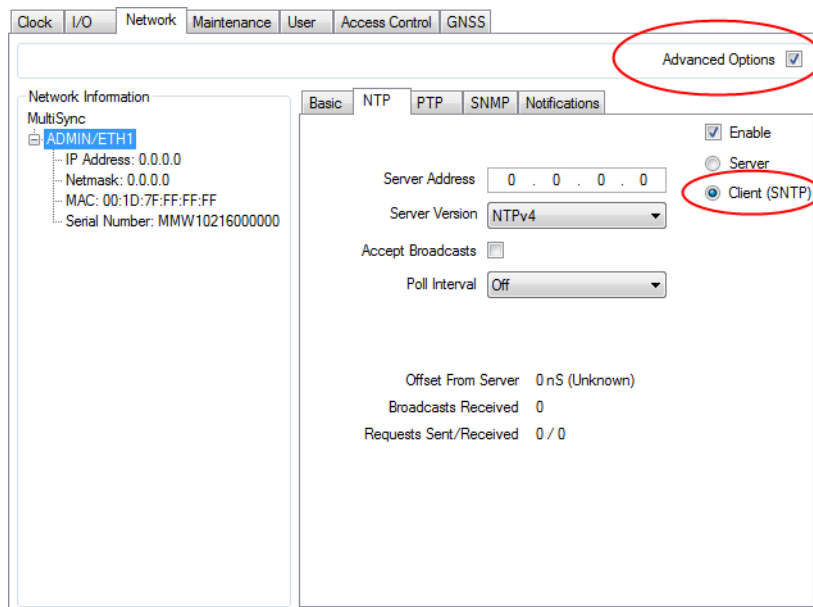 Clock I/O Network Maintenance User Access Control GNSS
Advanced Options
Network Information
MultiSync
ADMIN/ETH1
IP Address: 0.0.0.0
Netmask: 0.0.0.0
MAC: 00:1D:7F:FF:FF:FF
Serial Number: MMW10216000000
Basic NTP PTP SNMP Notifications
Enable
Server
Client (SNTP)
Server Address 0 . 0 . 0 . 0
Server Version NTPv4
Accept Broadcasts
Poll Interval Off
Offset From Server 0 nS (Unknown)
Broadcasts Received 0
Requests Sent/Received 0 / 0